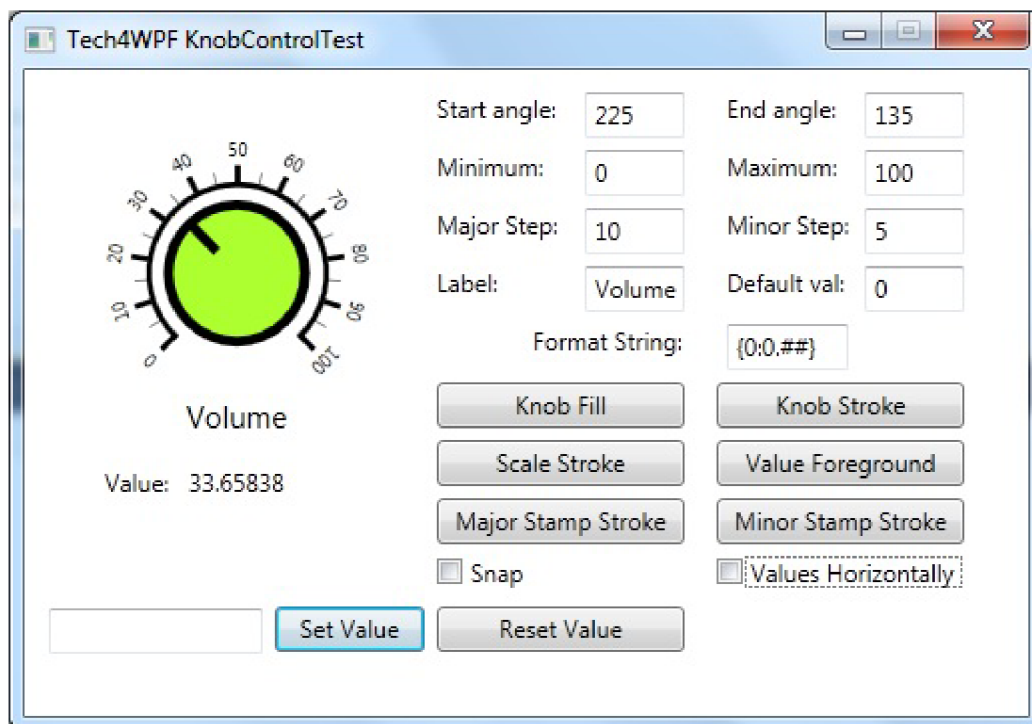 Tech4WPF KnobControlTest
Start angle: 225 End angle: 135
Minimum: 0 Maximum: 100
Major Step: 10 Minor Step: 5
Label: Volume Default val: 0
Format String: {0:0.##}
0 10 20 30 40 50 60 70 80 90 100
Volume
Value: 33.65838
Knob Fill Knob Stroke
Scale Stroke Value Foreground
Major Stamp Stroke Minor Stamp Stroke
Snap Values Horizontally
Set Value Reset Value